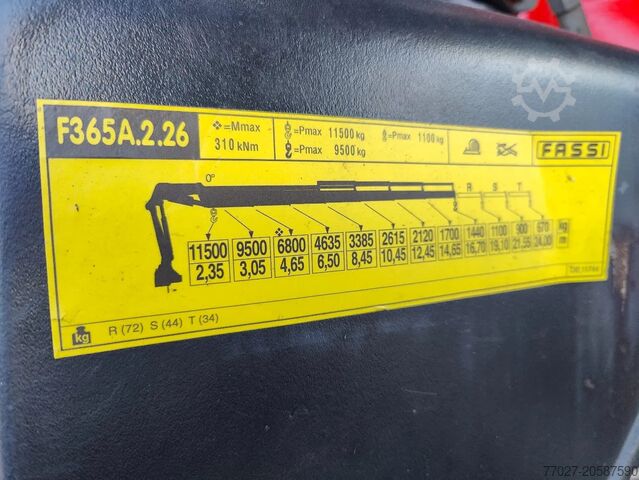 F365A.2.26
=Mmax
310 kNm
=Pmax 11500 kg
=Pmax 1100 kg
=Pmax 9500 kg
FASSI
0°
R S T
11500 9500 6800 4635 3385 2615 2120 1700 1440 1100 900 670 kg
2,35 3,05 4,65 6,50 8,45 10,45 12,45 14,65 16,70 19,10 21,55 24,00 m
kg R (72) S (44) T (34)
77027-20587590